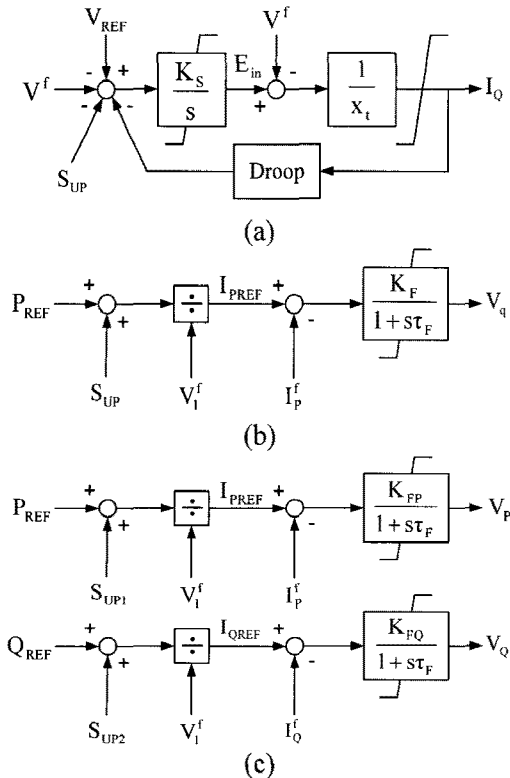 V_REF V^f
V^f - + K_S/s E_in + - 1/x_t I_Q
- -
S_UP Droop
(a)
P_REF + + ÷ I_PREF + - K_F/(1+sτ_F) V_q
S_UP V_1^f I_P^f
(b)
P_REF + + ÷ I_PREF + - K_FP/(1+sτ_F) V_P
S_UP1 V_1^f I_P^f
Q_REF + + ÷ I_QREF + - K_FQ/(1+sτ_F) V_Q
S_UP2 V_1^f I_Q^f
(c)